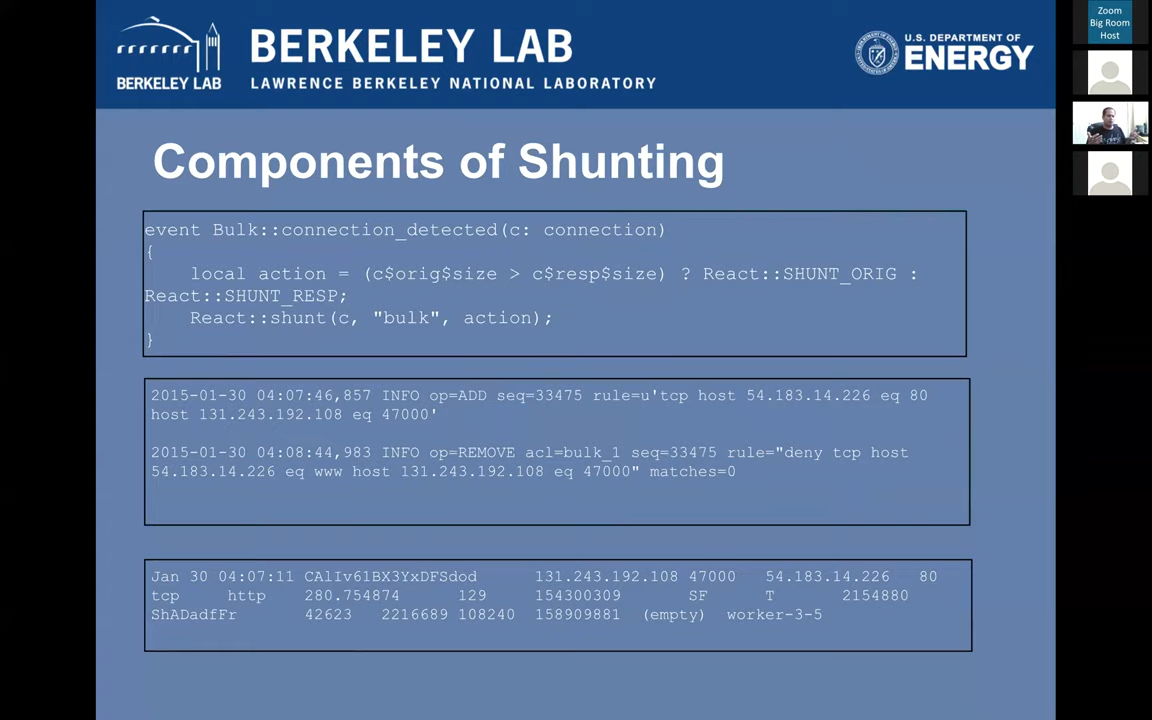 BERKELEY LAB
BERKELEY LAB
LAWRENCE BERKELEY NATIONAL LABORATORY
U.S. DEPARTMENT OF
ENERGY
Zoom
Big Room
Host
Components of Shunting
event Bulk::connection_detected(c: connection)
{
local action = (c$orig$size > c$resp$size) ? React::SHUNT_ORIG :
React::SHUNT_RESP;
React::shunt(c, "bulk", action);
}
2015-01-30 04:07:46,857 INFO op=ADD seq=33475 rule=u'tcp host 54.183.14.226 eq 80
host 131.243.192.108 eq 47000'
2015-01-30 04:08:44,983 INFO op=REMOVE acl=bulk_1 seq=33475 rule="deny tcp host
54.183.14.226 eq www host 131.243.192.108 eq 47000" matches=0
Jan 30 04:07:11 CAlIv61BX3YxDFSdod 131.243.192.108 47000 54.183.14.226 80
tcp http 280.754874 129 154300309 SF T 2154880
ShADadfFr 42623 2216689 108240 158909881 (empty) worker-3-5